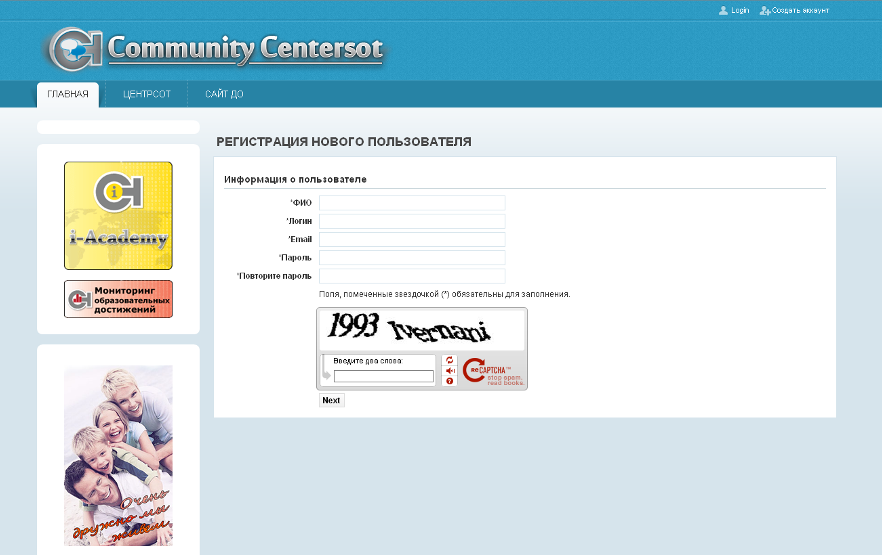 Login Создать аккаунт
Community Centersot
ГЛАВНАЯ ЦЕНТРСОТ САЙТ ДО
РЕГИСТРАЦИЯ НОВОГО ПОЛЬЗОВАТЕЛЯ
i-Academy
Мониторинг
образовательных
достижений
Очень
дружно мы
живём
Информация о пользователе
*ФИО
*Логин
*Email
*Пароль
*Повторите пароль
Поля, помеченные звездочкой (*) обязательны для заполнения.
1993 Ivernani
Введите два слова:
reCAPTCHA™
stop spam.
read books.
Next